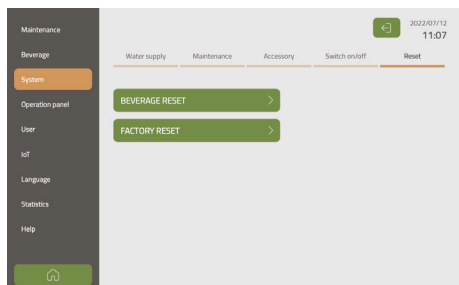 Maintenance
Beverage
System
Operation panel
User
IoT
Language
Statistics
Help
2022/07/12
11:07
Water supply
Maintenance
Accessory
Switch on/off
Reset
BEVERAGE RESET
FACTORY RESET